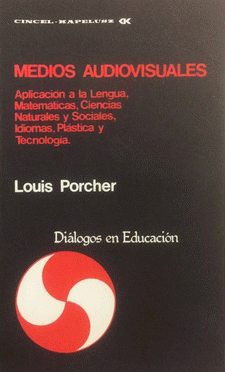 CINCEL-KAPELUSZ CK
MEDIOS AUDIOVISUALES
Aplicación a la Lengua,
Matemáticas, Ciencias
Naturales y Sociales,
Idiomas, Plástica y
Tecnología.
Louis Porcher
Diálogos en Educación